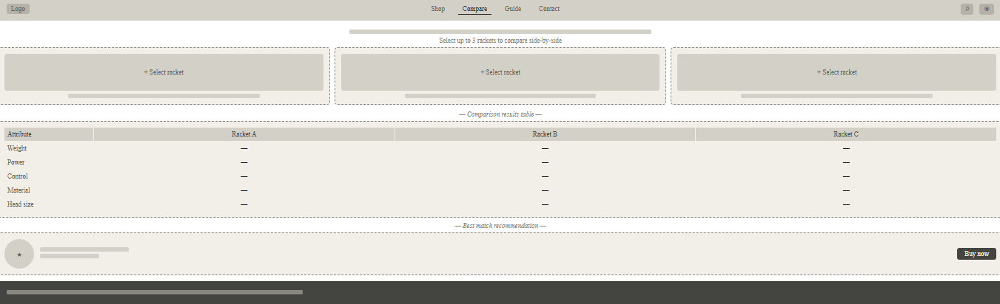 Logo
Shop Compare Guide Contact
⌕ ⊛
Select up to 3 rackets to compare side-by-side
+ Select racket + Select racket + Select racket
— Comparison results table —
Attribute Racket A Racket B Racket C
Weight — — —
Power — — —
Control — — —
Material — — —
Head size — — —
— Best match recommendation —
★
Buy now